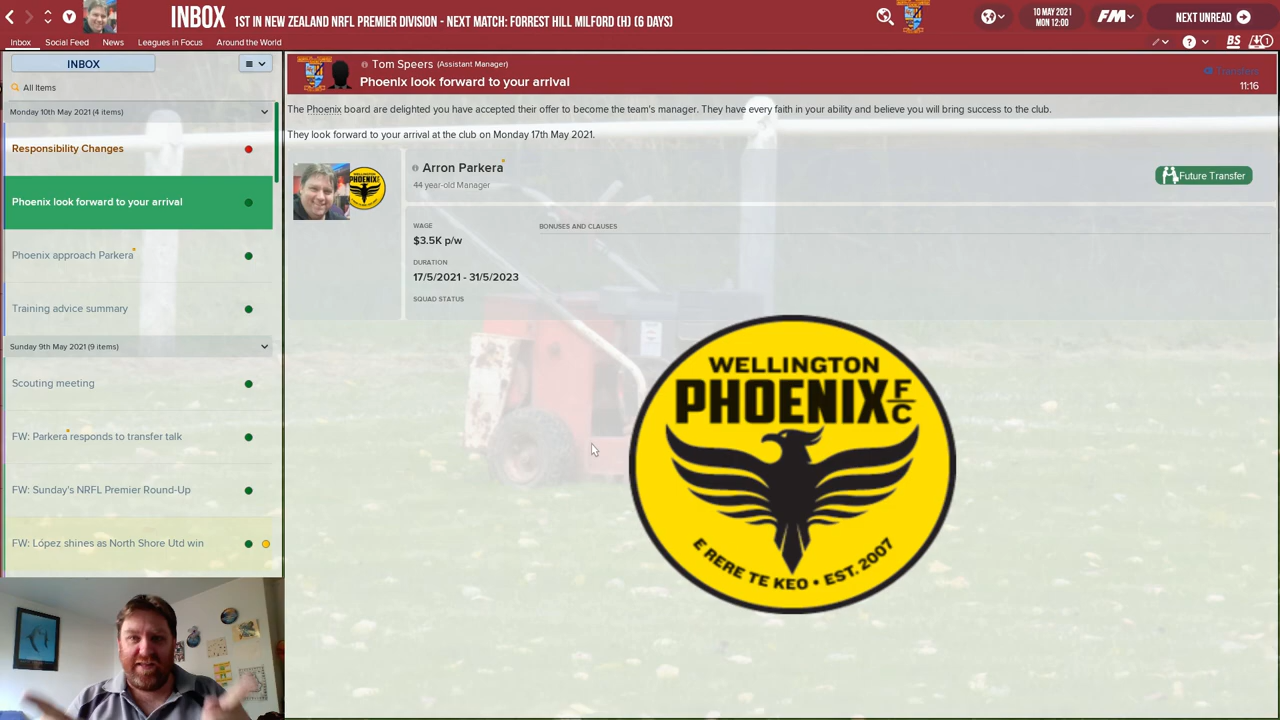 INBOX
1ST IN NEW ZEALAND NRFL PREMIER DIVISION - NEXT MATCH: FORREST HILL MILFORD (H) (6 DAYS)
10 MAY 2021
MON 12:00
FM
NEXT UNREAD
Inbox
Social Feed
News
Leagues in Focus
Around the World
BS
1
INBOX
All Items
Monday 10th May 2021 (4 items)
Responsibility Changes
Phoenix look forward to your arrival
Phoenix approach Parkera
Training advice summary
Sunday 9th May 2021 (9 items)
Scouting meeting
FW: Parkera responds to transfer talk
FW: Sunday's NRFL Premier Round-Up
FW: López shines as North Shore Utd win
Tom Speers (Assistant Manager)
Phoenix look forward to your arrival
Transfers
11:16
The Phoenix board are delighted you have accepted their offer to become the team's manager. They have every faith in your ability and believe you will bring success to the club.
They look forward to your arrival at the club on Monday 17th May 2021.
Arron Parkera
44 year-old Manager
Future Transfer
WAGE
$3.5K p/w
BONUSES AND CLAUSES
DURATION
17/5/2021 - 31/5/2023
SQUAD STATUS
WELLINGTON
PHOENIX FC
E RERE TE KEO • EST. 2007